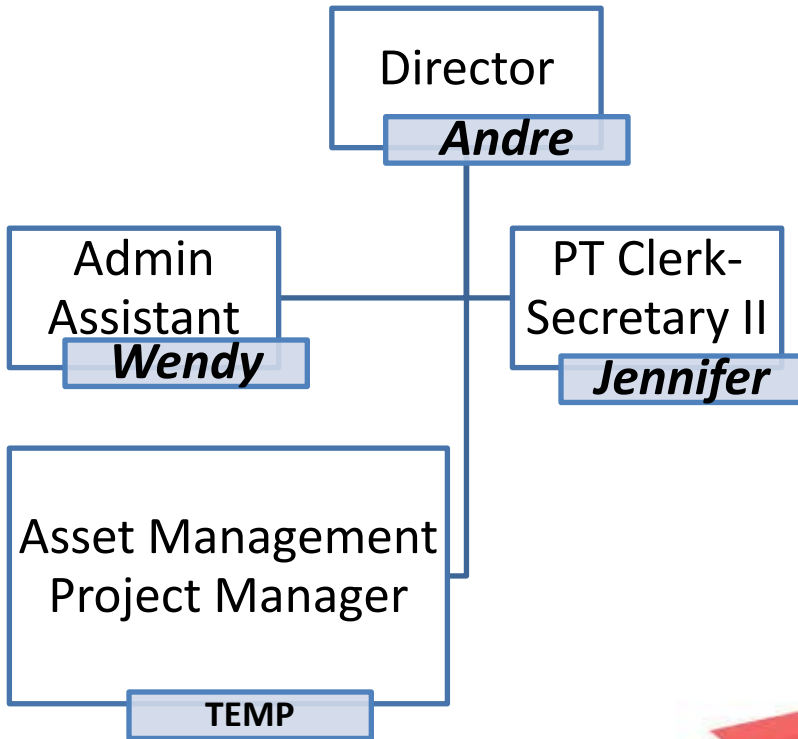 Director
Andre
Admin
Assistant
Wendy
PT Clerk-
Secretary II
Jennifer
Asset Management
Project Manager
TEMP